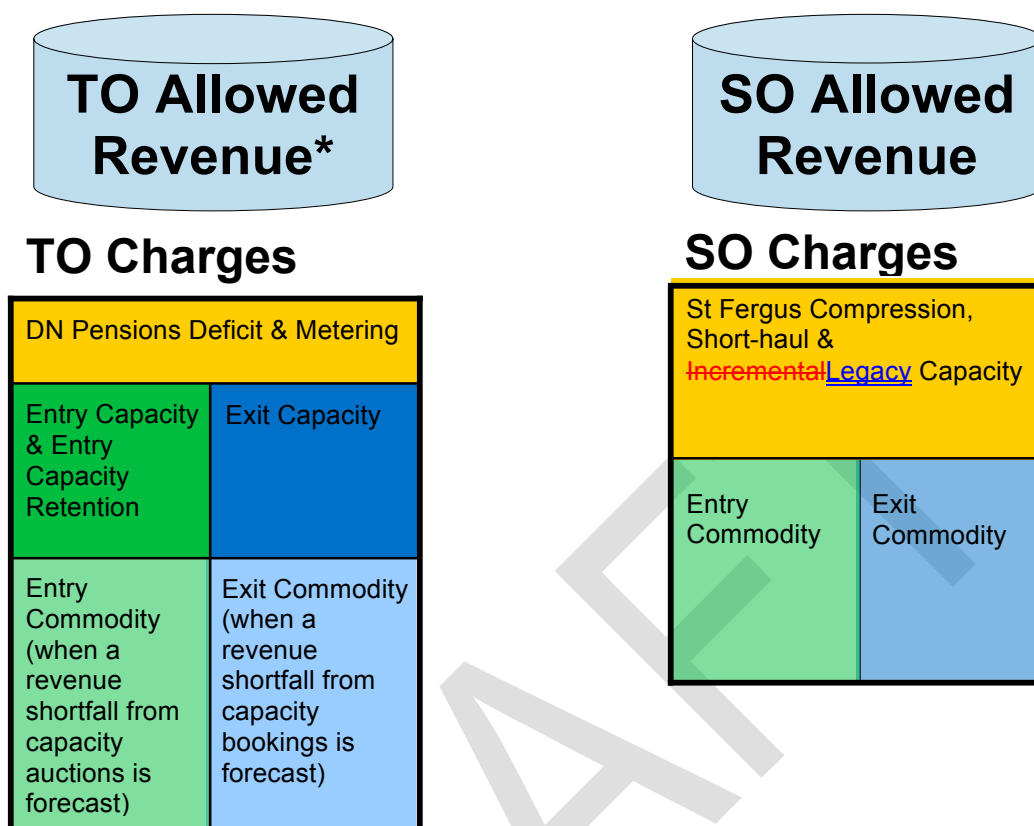 TO Allowed
Revenue*
SO Allowed
Revenue
TO Charges
SO Charges
DN Pensions Deficit & Metering
Entry Capacity
& Entry
Capacity
Retention
Exit Capacity
Entry
Commodity
(when a
revenue
shortfall from
capacity
auctions is
forecast)
Exit Commodity
(when a
revenue
shortfall from
capacity
bookings is
forecast)
St Fergus Compression,
Short-haul &
IncrementalLegacy Capacity
Entry
Commodity
Exit
Commodity